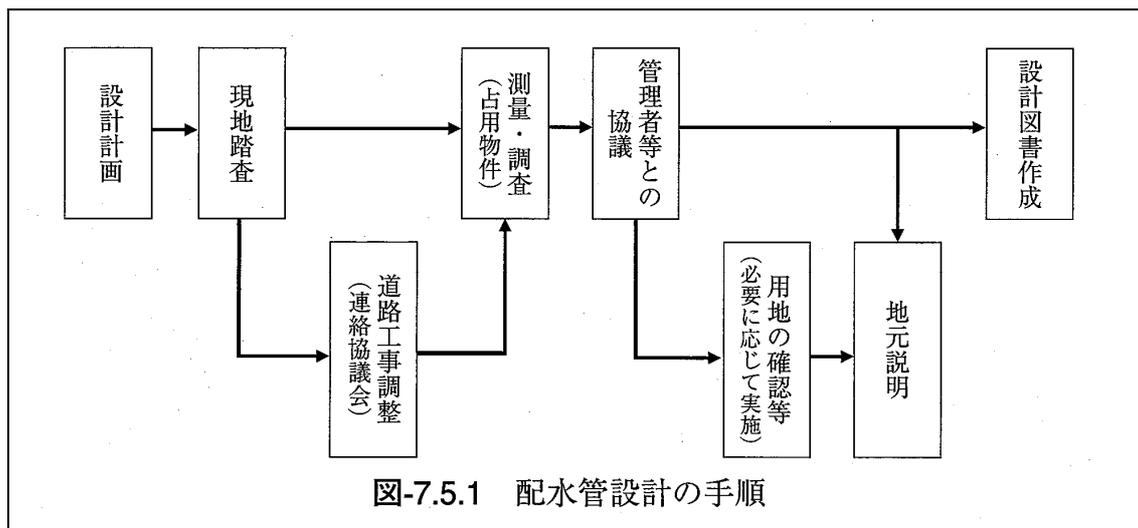 設計計画
現地踏査
道路工事調整
(連絡協議会)
測量・調査
(占用物件)
管理者等との
協議
用地の確認等
(必要に応じて実施)
地元説明
設計図書作成
図-7.5.1 配水管設計の手順